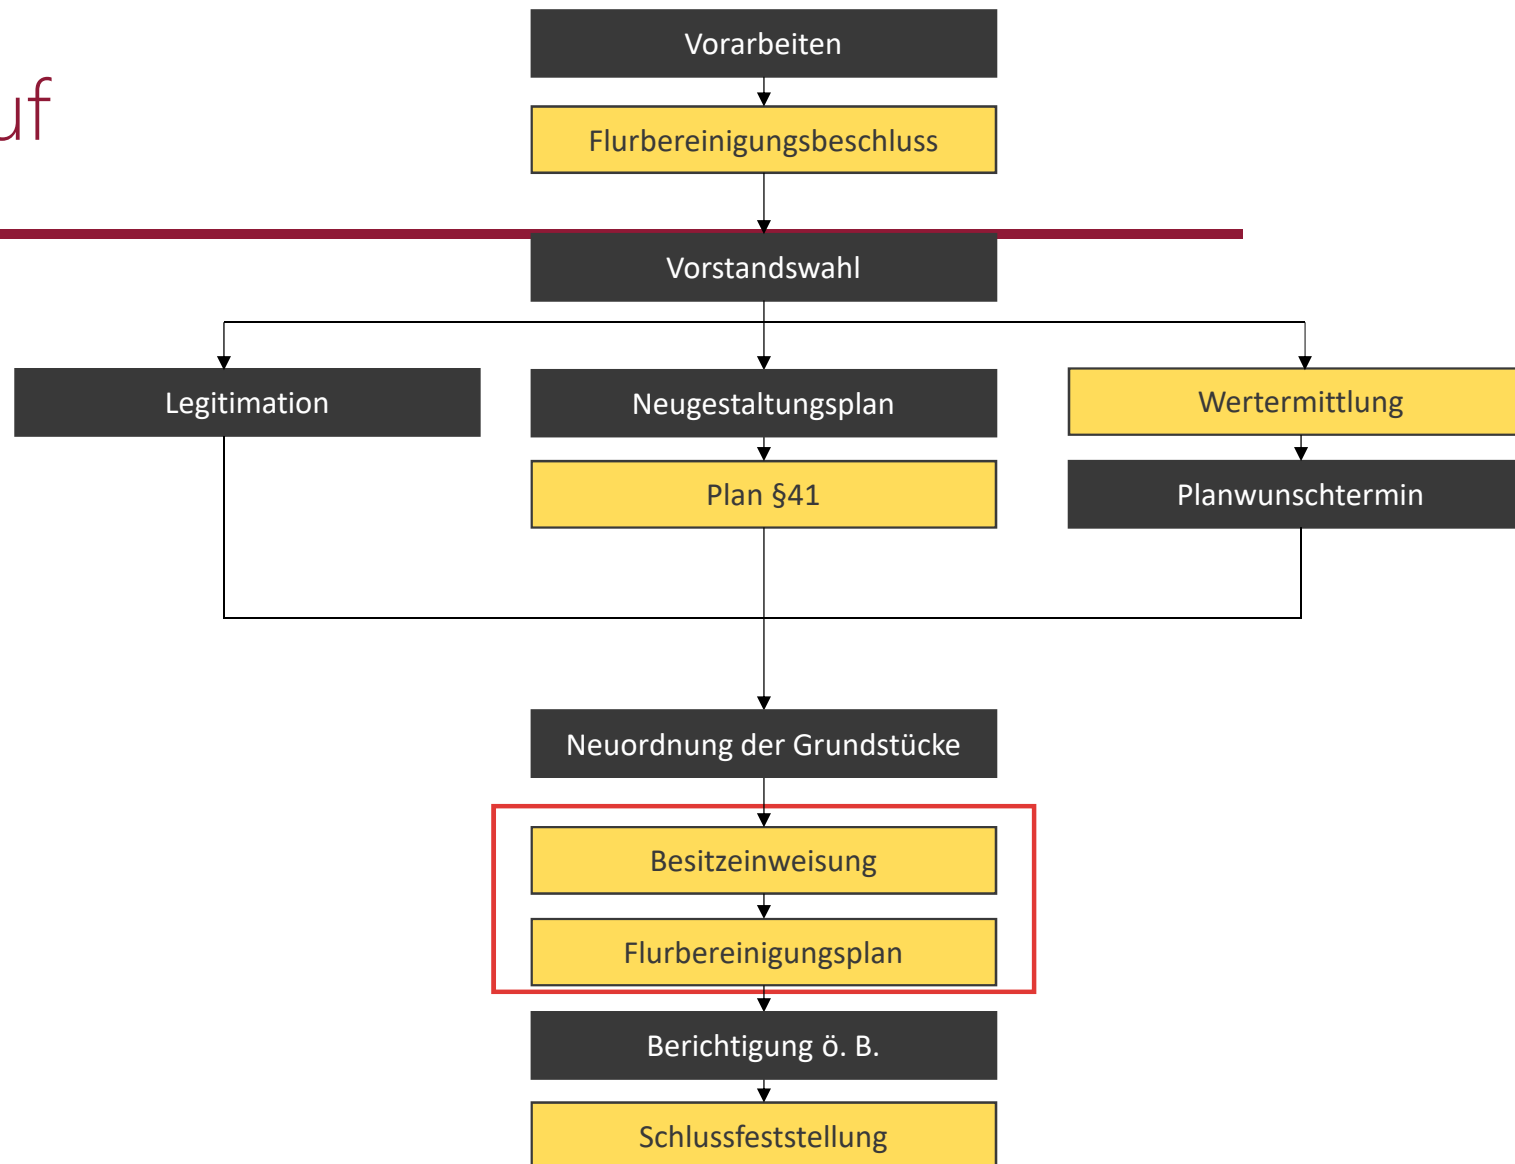 Vorarbeiten
uf
Flurbereinigungsbeschluss
Vorstandswahl
Legitimation
Neugestaltungsplan
Wertermittlung
Plan §41
Planwunschtermin
Neuordnung der Grundstücke
Besitzeinweisung
Flurbereinigungsplan
Berichtigung ö. B.
Schlussfeststellung